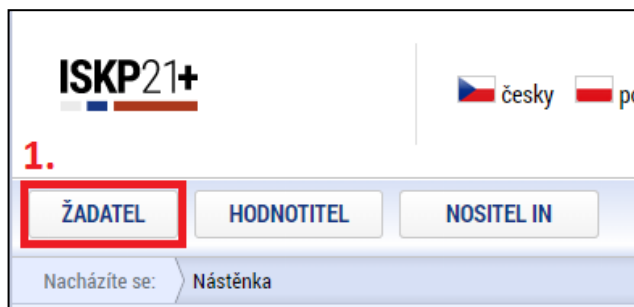 ISKP21+
česky
1.
ŽADATEL HODNOTITEL NOSITEL IN
Nacházíte se: Nástěnka